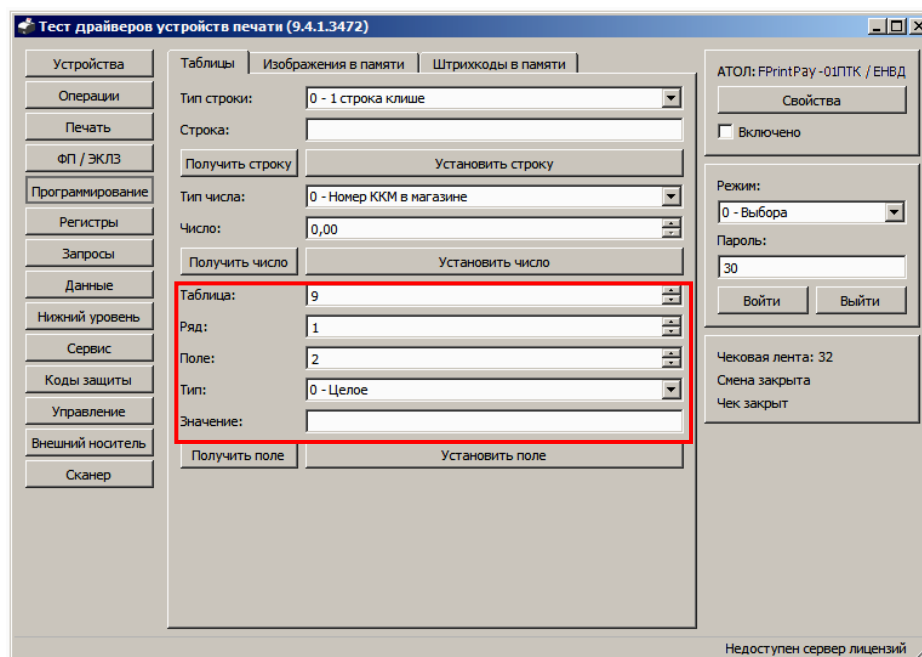 Тест драйверов устройств печати (9.4.1.3472)
Устройства
Операции
Печать
ФП / ЭКЛЗ
Программирование
Регистры
Запросы
Данные
Нижний уровень
Сервис
Коды защиты
Управление
Внешний носитель
Сканер
Таблицы Изображения в памяти Штрихкоды в памяти
Тип строки: 0 - 1 строка клише
Строка:
Получить строку Установить строку
Тип числа: 0 - Номер ККМ в магазине
Число: 0,00
Получить число Установить число
Таблица: 9
Ряд: 1
Поле: 2
Тип: 0 - Целое
Значение:
Получить поле Установить поле
АТОЛ: FPrintPay -01ПТК / ЕНВД
Свойства
Включено
Режим:
0 - Выбора
Пароль:
30
Войти Выйти
Чековая лента: 32
Смена закрыта
Чек закрыт
Недоступен сервер лицензий